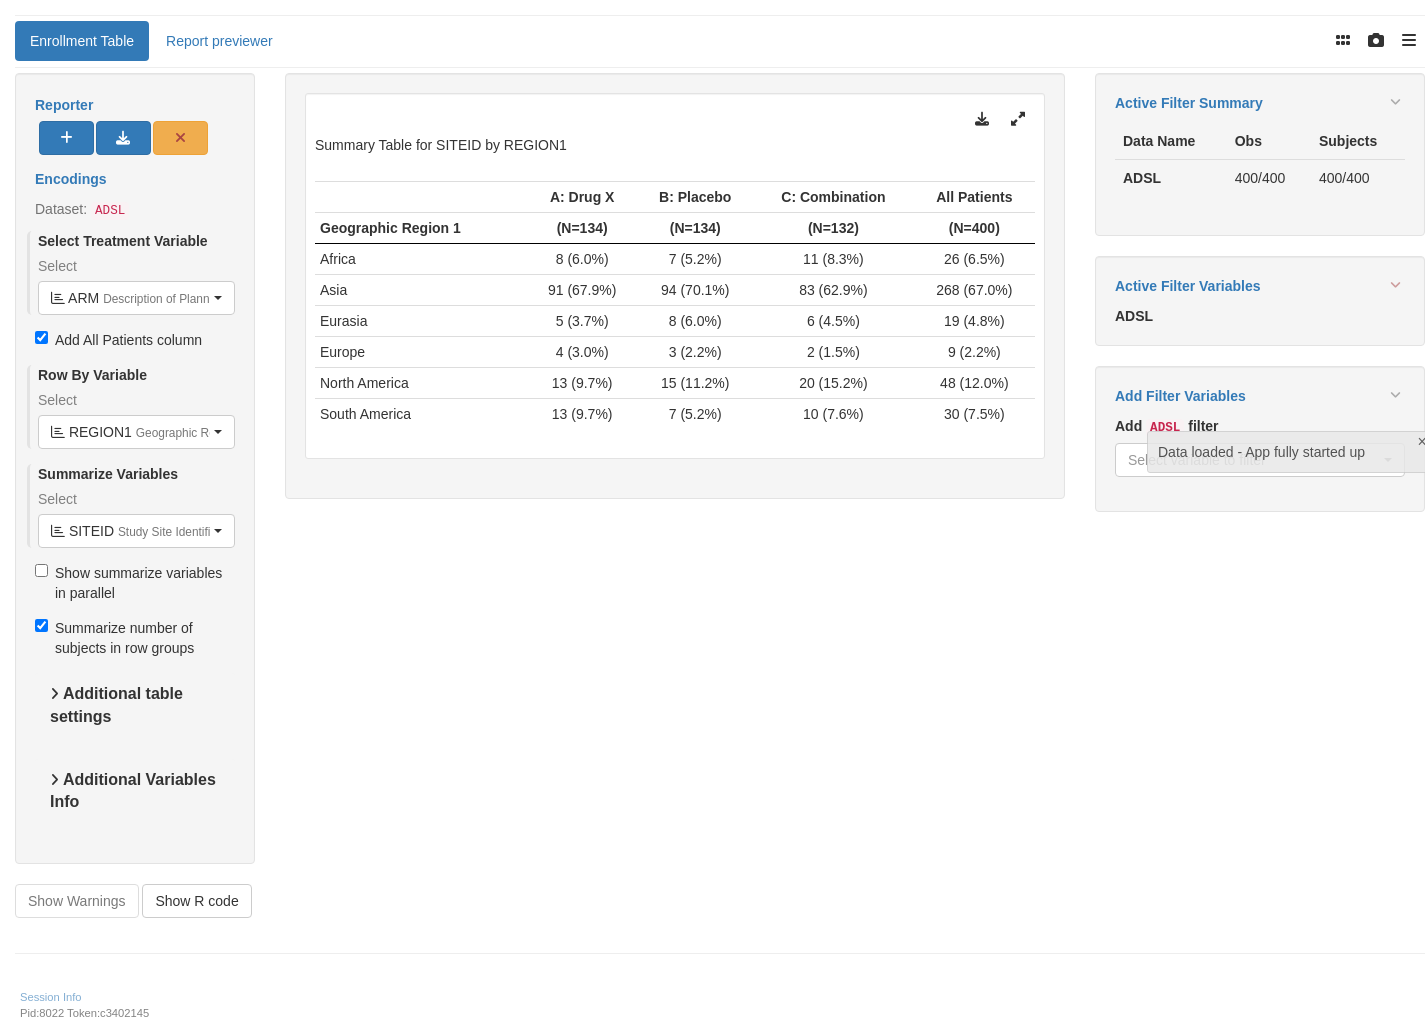 Enrollment Table
Report previewer
Reporter
Encodings
Dataset: ADSL
Select Treatment Variable
Select
ARM Description of Plann
Add All Patients column
Row By Variable
Select
REGION1 Geographic R
Summarize Variables
Select
SITEID Study Site Identifi
Show summarize variables
in parallel
Summarize number of
subjects in row groups
Additional table
settings
Additional Variables
Info
Show Warnings
Show R code
Summary Table for SITEID by REGION1
A: Drug X B: Placebo C: Combination All Patients
Geographic Region 1 (N=134) (N=134) (N=132) (N=400)
Africa 8 (6.0%) 7 (5.2%) 11 (8.3%) 26 (6.5%)
Asia 91 (67.9%) 94 (70.1%) 83 (62.9%) 268 (67.0%)
Eurasia 5 (3.7%) 8 (6.0%) 6 (4.5%) 19 (4.8%)
Europe 4 (3.0%) 3 (2.2%) 2 (1.5%) 9 (2.2%)
North America 13 (9.7%) 15 (11.2%) 20 (15.2%) 48 (12.0%)
South America 13 (9.7%) 7 (5.2%) 10 (7.6%) 30 (7.5%)
Active Filter Summary
Data Name Obs Subjects
ADSL 400/400 400/400
Active Filter Variables
ADSL
Add Filter Variables
Add ADSL filter
Select variable to filter
Data loaded - App fully started up
Session Info
Pid:8022 Token:c3402145